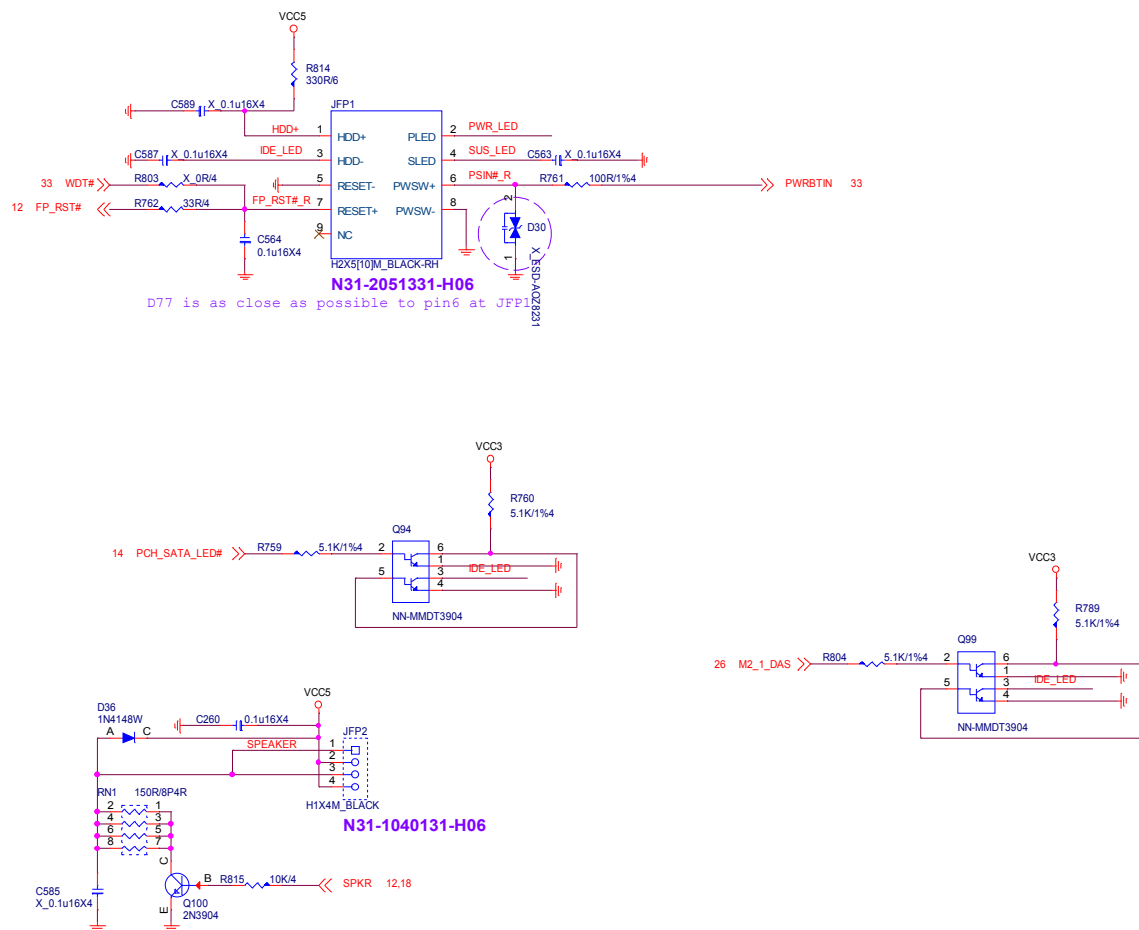 VCC5
R814
330R/6
C589 X_0.1u16X4
JFP1
HDD+ 1 HDD+ PLED 2 PWR_LED
C587 X_0.1u16X4 IDE_LED 3 HDD- SLED 4 SUS_LED C563 X_0.1u16X4
33 WDT# R803 X_0R/4 5 RESET- PWSW+ 6 PSIN#_R R761 100R/1%4 PWRBTIN 33
12 FP_RST# R762 33R/4 FP_RST#_R 7 RESET+ PWSW- 8
9 NC
C564
0.1u16X4
2
D30
1
X_ESD-AOZ8231
H2X5[10]M_BLACK-RH
N31-2051331-H06
D77 is as close as possible to pin6 at JFP1
VCC3
R760
5.1K/1%4
Q94
14 PCH_SATA_LED# R759 5.1K/1%4 2 6
1
5 3 IDE_LED
4
NN-MMDT3904
VCC3
R789
5.1K/1%4
Q99
26 M2_1_DAS R804 5.1K/1%4 2 6
1
5 3 IDE_LED
4
NN-MMDT3904
VCC5
D36
1N4148W
A C
C260 0.1u16X4
JFP2
SPEAKER 1
2
3
4
H1X4M_BLACK
N31-1040131-H06
RN1 150R/8P4R
2 1
4 3
6 5
8 7
C
B R815 10K/4 SPKR 12,18
E
Q100
2N3904
C585
X_0.1u16X4